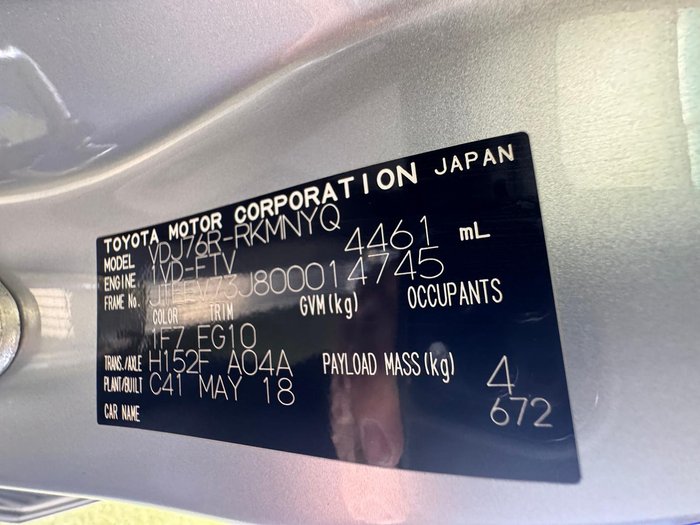 TOYOTA MOTOR CORPORATION JAPAN
MODEL VDJ76R-RKMNYQ
ENGINE 1VD-FTV 4461 mL
FRAME No. JTEEV73J800014745
COLOR TRIM GVM(kg) OCCUPANTS
1F7 FG10
TRANS./AXLE H152F A04A PAYLOAD MASS(kg) 4
PLANT/BUILT C41 MAY 18 672
CAR NAME